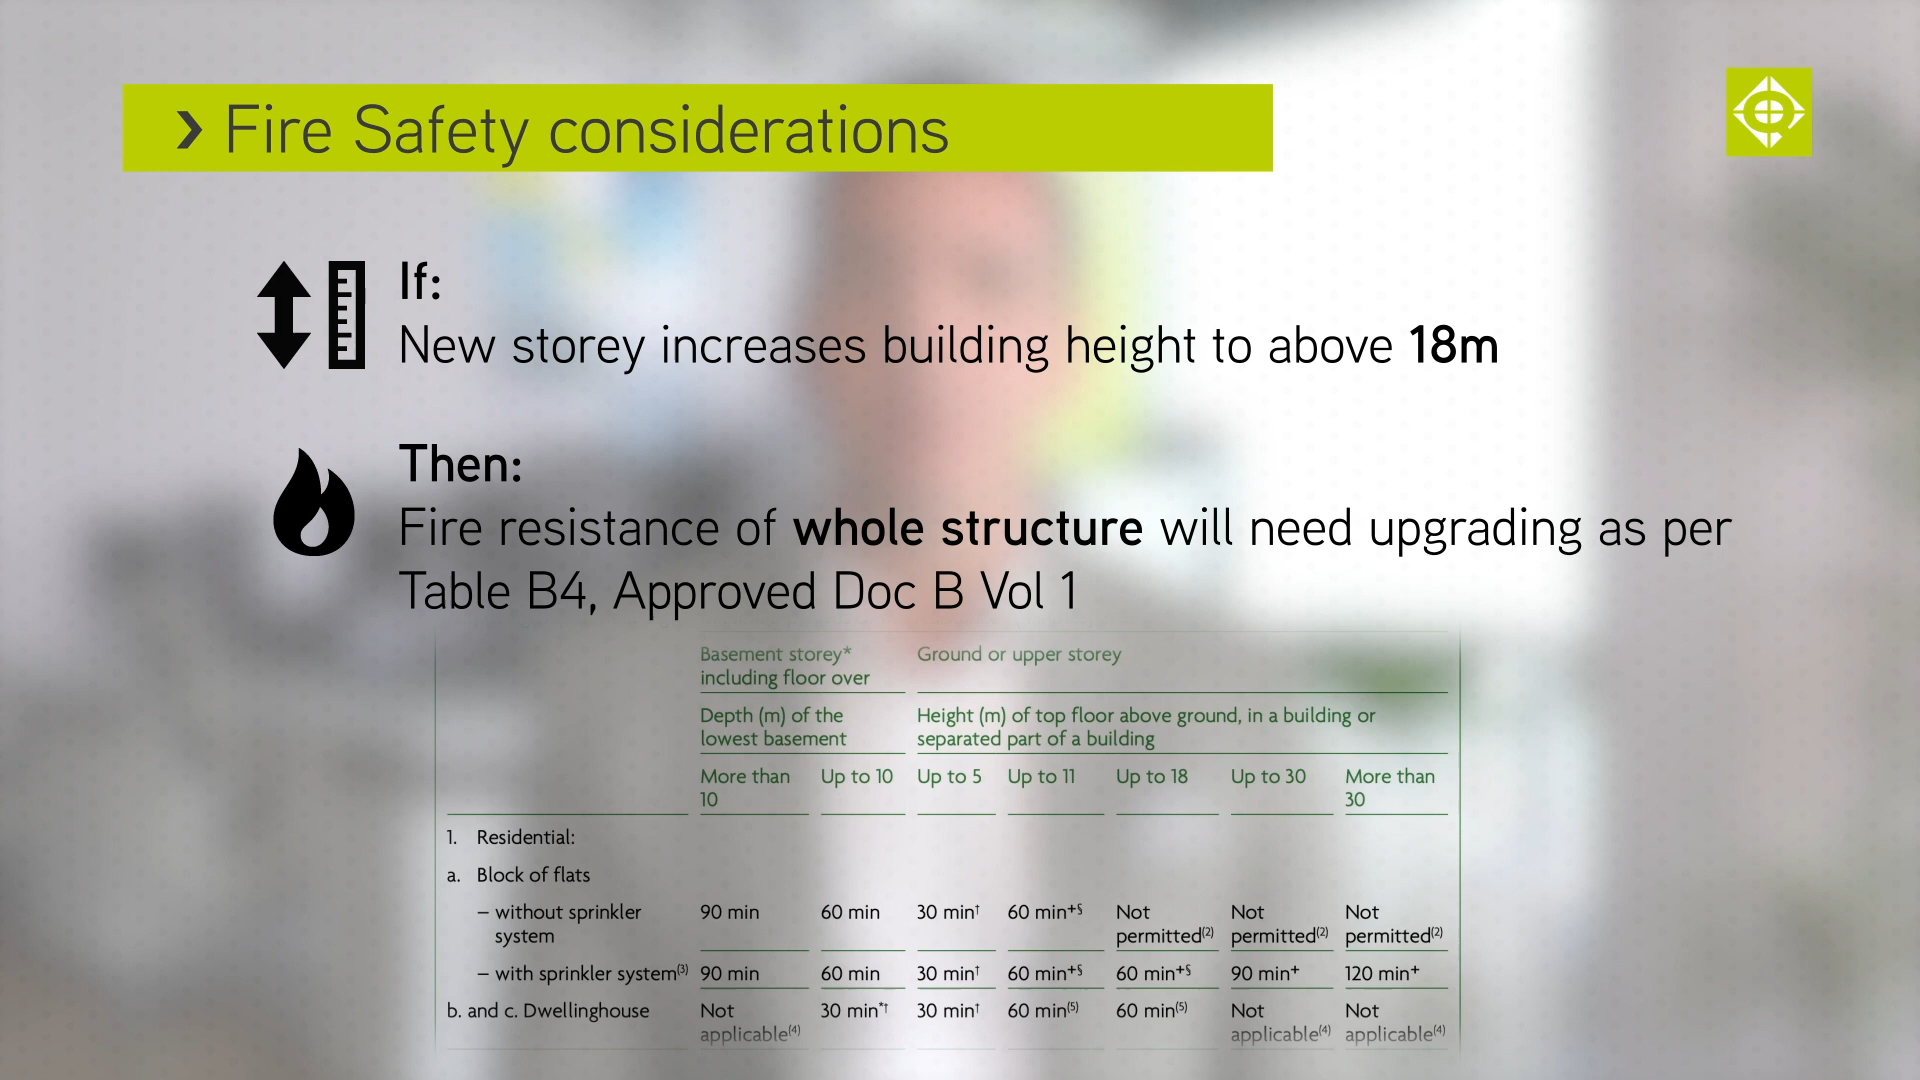 Fire Safety considerations
If:
New storey increases building height to above 18m
Then:
Fire resistance of whole structure will need upgrading as per
Table B4, Approved Doc B Vol 1
Basement storey*
including floor over
Ground or upper storey
Depth (m) of the
lowest basement
Height (m) of top floor above ground, in a building or
separated part of a building
More than
10
Up to 10
Up to 5
Up to 11
Up to 18
Up to 30
More than
30
1. Residential:
a. Block of flats
– without sprinkler
system
90 min
60 min
30 min†
60 min+§
Not
permitted(2)
Not
permitted(2)
Not
permitted(2)
– with sprinkler system(3)
90 min
60 min
30 min†
60 min+§
60 min+§
90 min+
120 min+
b. and c. Dwellinghouse
Not
applicable(4)
30 min*†
30 min†
60 min(5)
60 min(5)
Not
applicable(4)
Not
applicable(4)